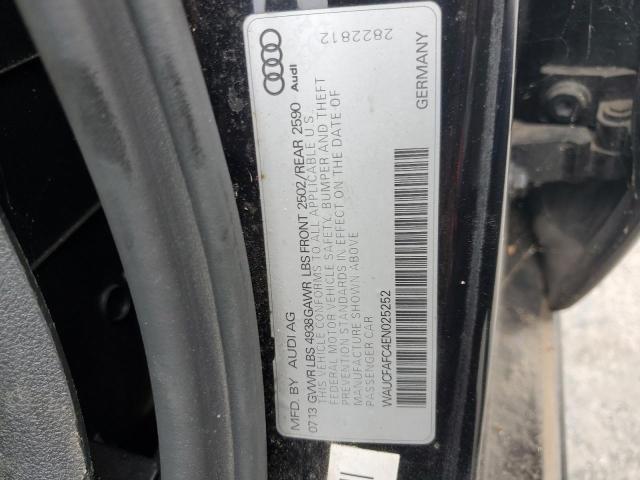 MFD. BY AUDI AG
Audi
07 13 GVWR LBS 4938 GAWR LBS FRONT 2502/REAR 2590
THIS VEHICLE CONFORMS TO ALL APPLICABLE U.S.
FEDERAL MOTOR VEHICLE SAFETY, BUMPER AND THEFT
PREVENTION STANDARDS IN EFFECT ON THE DATE OF
MANUFACTURE SHOWN ABOVE
PASSENGER CAR
WAUCFAFC4EN025252
GERMANY
2822812